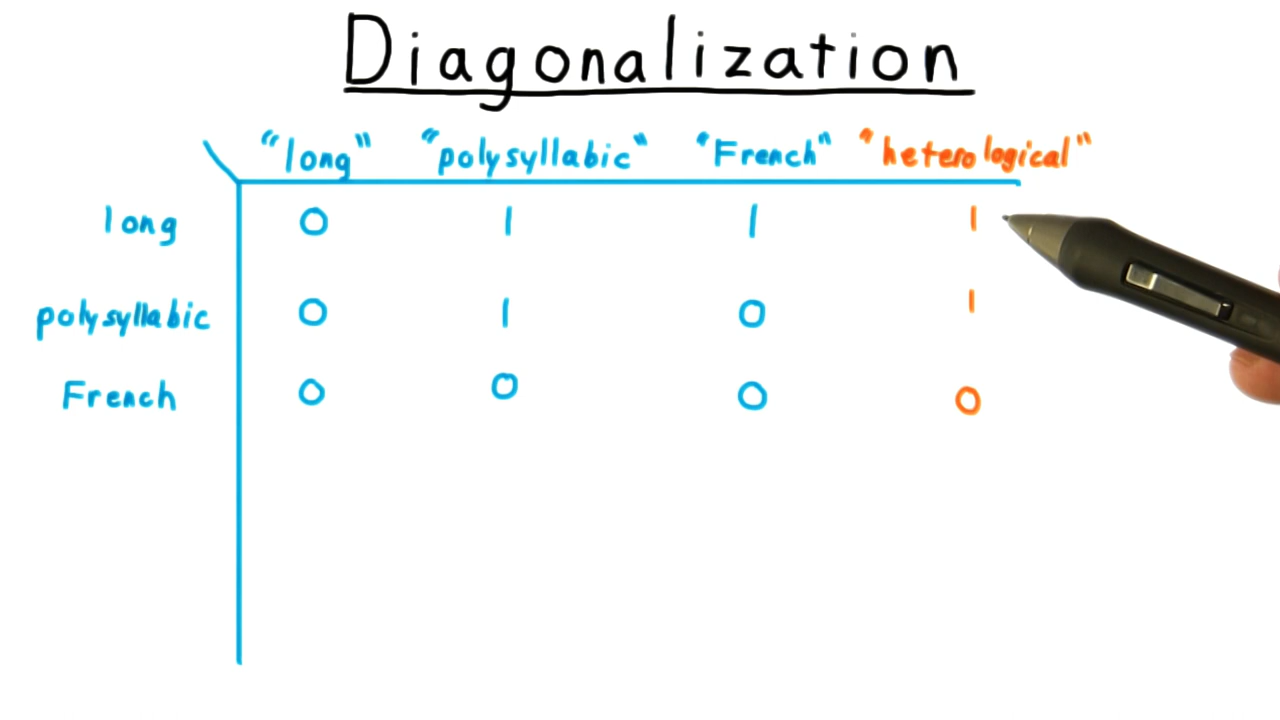 Diagonalization
"long" "polysyllabic" "French" "heterological"
long 0 1 1 1
polysyllabic 0 1 0 1
French 0 0 0 0